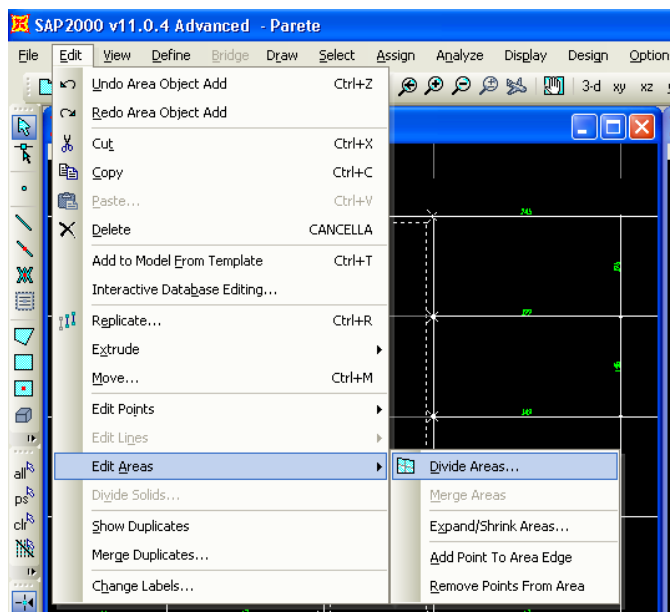 SAP2000 v11.0.4 Advanced - Parete
File Edit View Define Bridge Draw Select Assign Analyze Display Design Option
3-d xy xz
Undo Area Object Add Ctrl+Z
Redo Area Object Add
Cut Ctrl+X
Copy Ctrl+C
Paste... Ctrl+V
Delete CANCELLA
Add to Model From Template Ctrl+T
Interactive Database Editing...
Replicate... Ctrl+R
Extrude
Move... Ctrl+M
Edit Points
Edit Lines
Edit Areas
Divide Areas...
Divide Solids...
Merge Areas
Show Duplicates
Expand/Shrink Areas...
Merge Duplicates...
Add Point To Area Edge
Change Labels...
Remove Points From Area
all
ps
clr